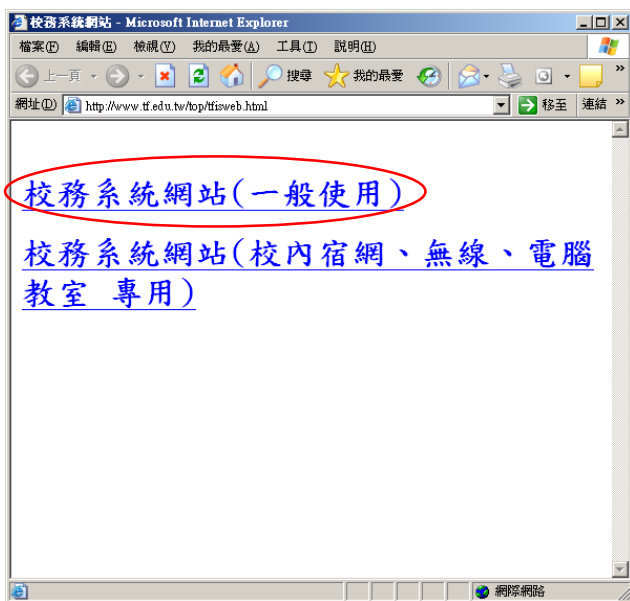 校務系統網站 - Microsoft Internet Explorer
檔案(F) 編輯(E) 檢視(V) 我的最愛(A) 工具(T) 說明(H)
上一頁 搜尋 我的最愛 »
網址(D) http://www.tf.edu.tw/top/tfisweb.html 移至 連結 »
校務系統網站(一般使用)
校務系統網站(校內宿網、無線、電腦
教室 專用)
網際網路